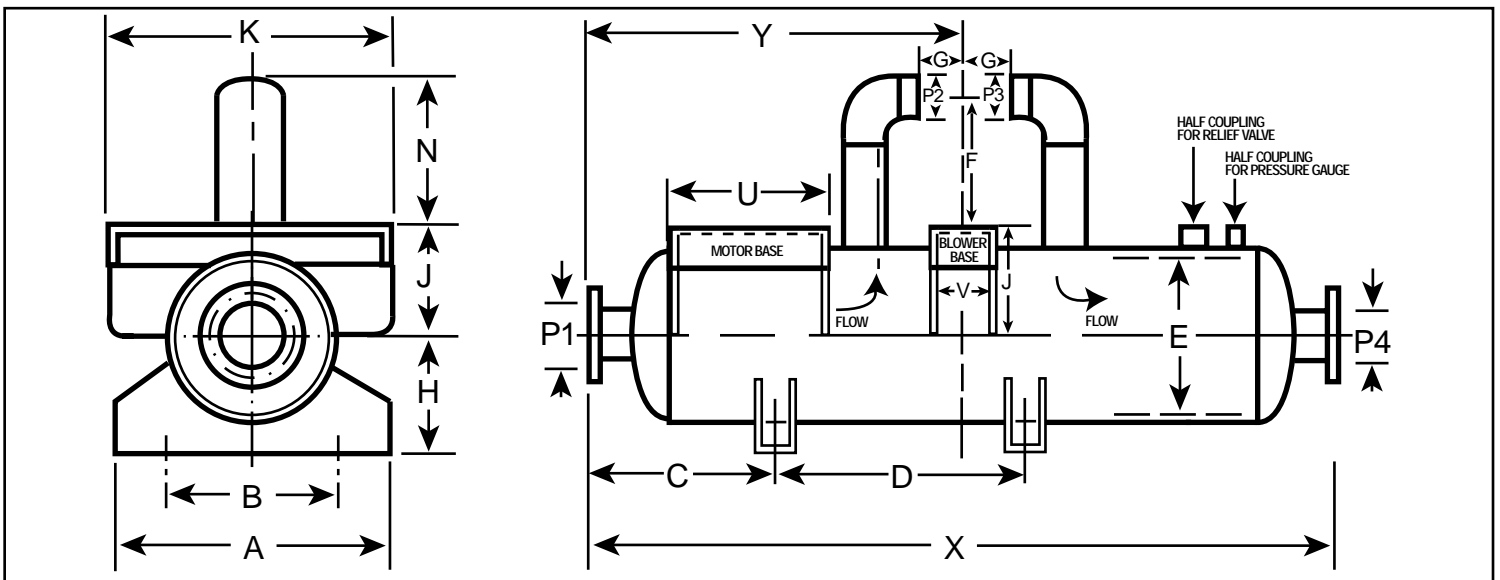 K
N
J
H
B
A
Y
G
G
P2
P3
F
HALF COUPLING
FOR RELIEF VALVE
HALF COUPLING
FOR PRESSURE GAUGE
U
MOTOR BASE
BLOWER
BASE
J
V
FLOW
FLOW
E
P1
P4
C
D
X